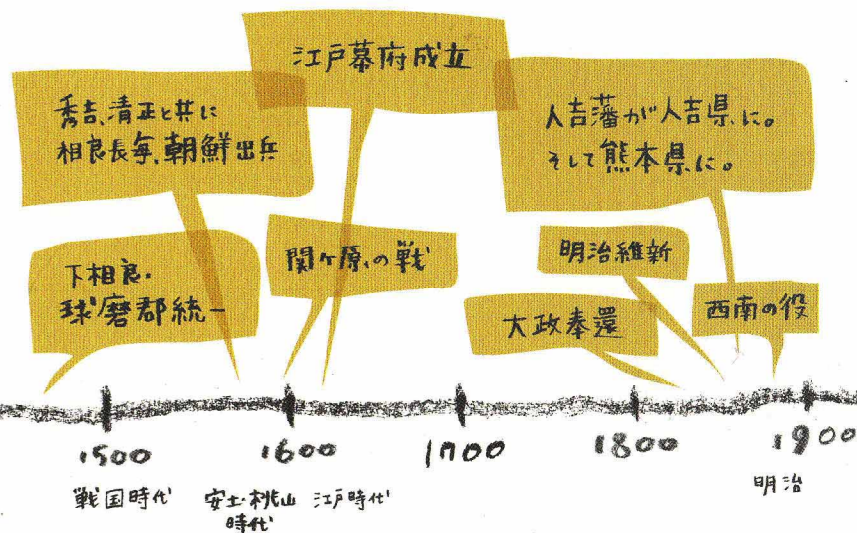 江戸幕府成立
秀吉、清正と共に
相良長毎、朝鮮出兵
人吉藩が人吉県に。
そして熊本県に。
下相良・
球磨郡統一
関ヶ原の戦
明治維新
大政奉還
西南の役
1500
1600
1700
1800
1900
戦国時代
安土・桃山
時代
江戸時代
明治